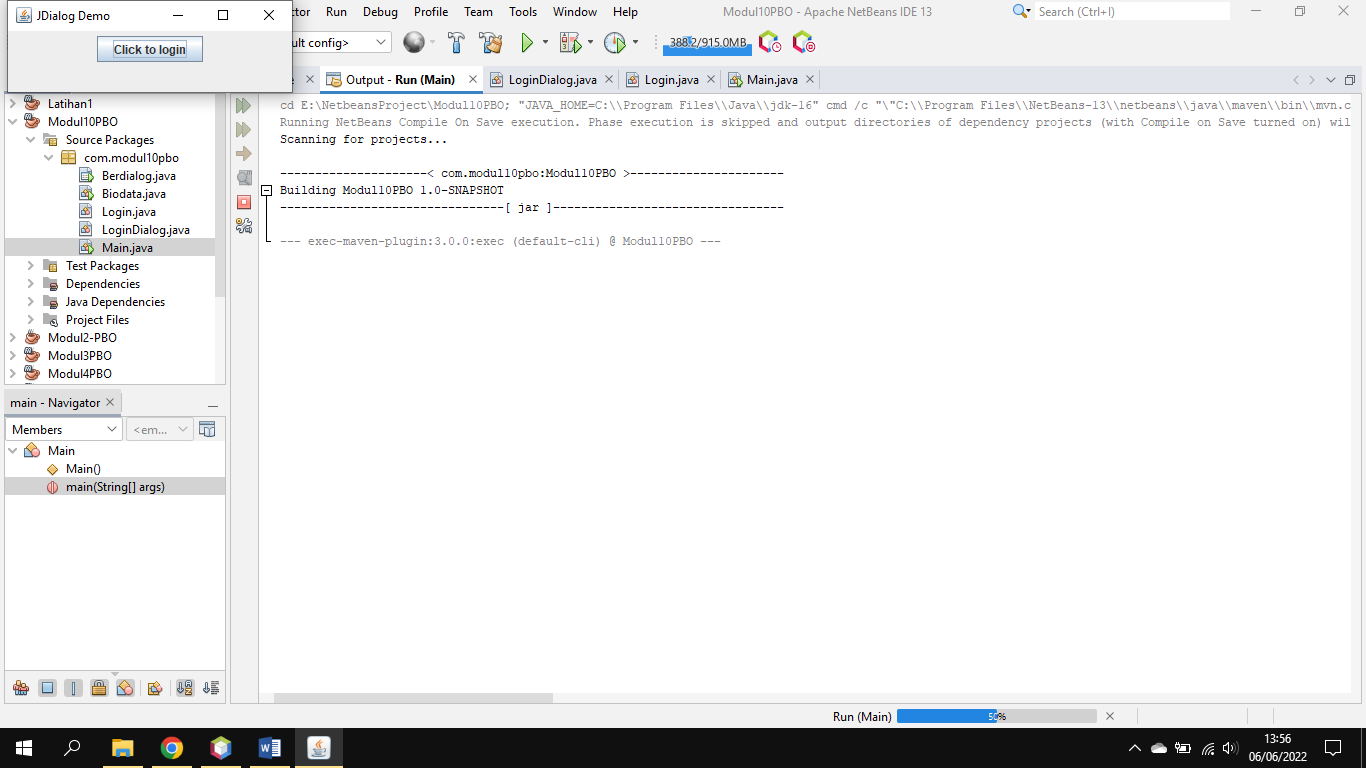 JDialog Demo
Click to login
ctor Run Debug Profile Team Tools Window Help
Modul10PBO - Apache NetBeans IDE 13
Search (Ctrl+I)
ult config>
388.2/915.0MB
e
Output - Run (Main)
LoginDialog.java
Login.java
Main.java
Latihan1
Modul10PBO
Source Packages
com.modul10pbo
Berdialog.java
Biodata.java
Login.java
LoginDialog.java
Main.java
Test Packages
Dependencies
Java Dependencies
Project Files
Modul2-PBO
Modul3PBO
Modul4PBO
cd E:\NetbeansProject\Modul10PBO; "JAVA_HOME=C:\\Program Files\\Java\\jdk-16" cmd /c "\"C:\\Program Files\\NetBeans-13\\netbeans\\java\\maven\\bin\\mvn.c
Running NetBeans Compile On Save execution. Phase execution is skipped and output directories of dependency projects (with Compile on Save turned on) wil
Scanning for projects...
---------------------< com.modul10pbo:Modul10PBO >----------------------
Building Modul10PBO 1.0-SNAPSHOT
--------------------------------[ jar ]---------------------------------
--- exec-maven-plugin:3.0.0:exec (default-cli) @ Modul10PBO ---
main - Navigator
Members
<em...
Main
Main()
main(String[] args)
Run (Main)
50%
13:56
06/06/2022